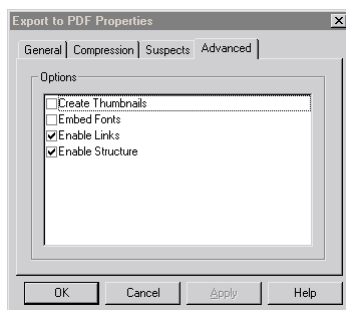 Export to PDF Properties
General Compression Suspects Advanced
Options
Create Thumbnails
Embed Fonts
Enable Links
Enable Structure
OK Cancel Apply Help